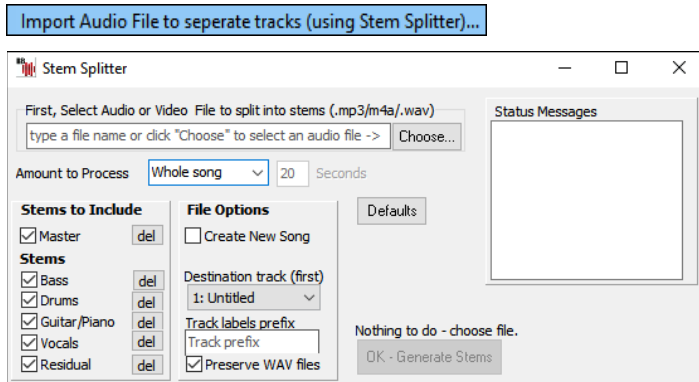 Import Audio File to seperate tracks (using Stem Splitter)...
Stem Splitter
First, Select Audio or Video File to split into stems (.mp3/m4a/.wav)
type a file name or click "Choose" to select an audio file -> Choose...
Amount to Process Whole song 20 Seconds
Status Messages
Stems to Include
Master del
Stems
Bass del
Drums del
Guitar/Piano del
Vocals del
Residual del
File Options
Create New Song
Destination track (first)
1: Untitled
Track labels prefix
Track prefix
Preserve WAV files
Defaults
Nothing to do - choose file.
OK - Generate Stems